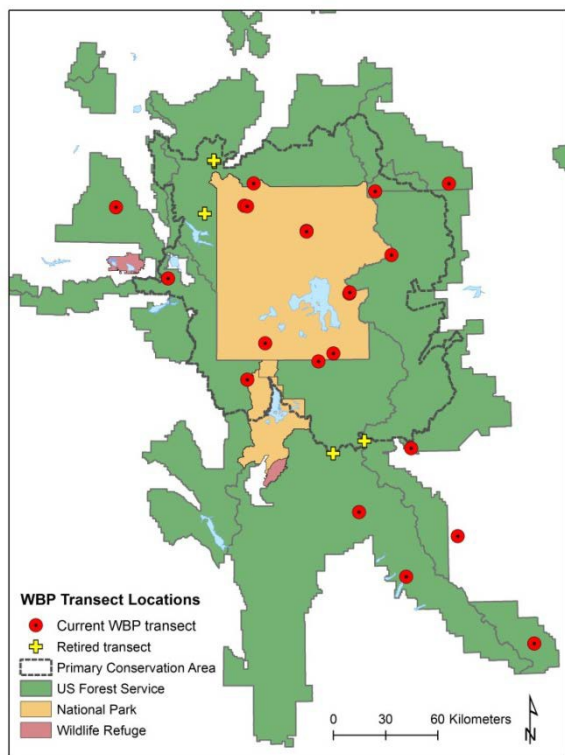 WBP Transect Locations
Current WBP transect
Retired transect
Primary Conservation Area
US Forest Service
National Park
Wildlife Refuge
0 30 60 Kilometers
N